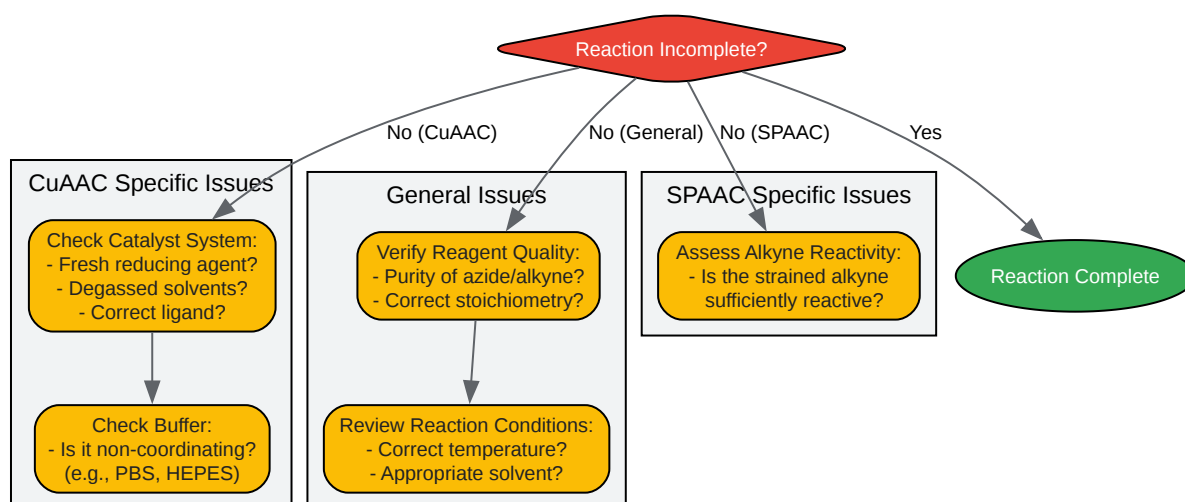 Reaction Incomplete?
No (CuAAC)
No (General)
No (SPAAC)
Yes
CuAAC Specific Issues
Check Catalyst System:
- Fresh reducing agent?
- Degassed solvents?
- Correct ligand?
Check Buffer:
- Is it non-coordinating?
(e.g., PBS, HEPES)
General Issues
Verify Reagent Quality:
- Purity of azide/alkyne?
- Correct stoichiometry?
Review Reaction Conditions:
- Correct temperature?
- Appropriate solvent?
SPAAC Specific Issues
Assess Alkyne Reactivity:
- Is the strained alkyne
sufficiently reactive?
Reaction Complete